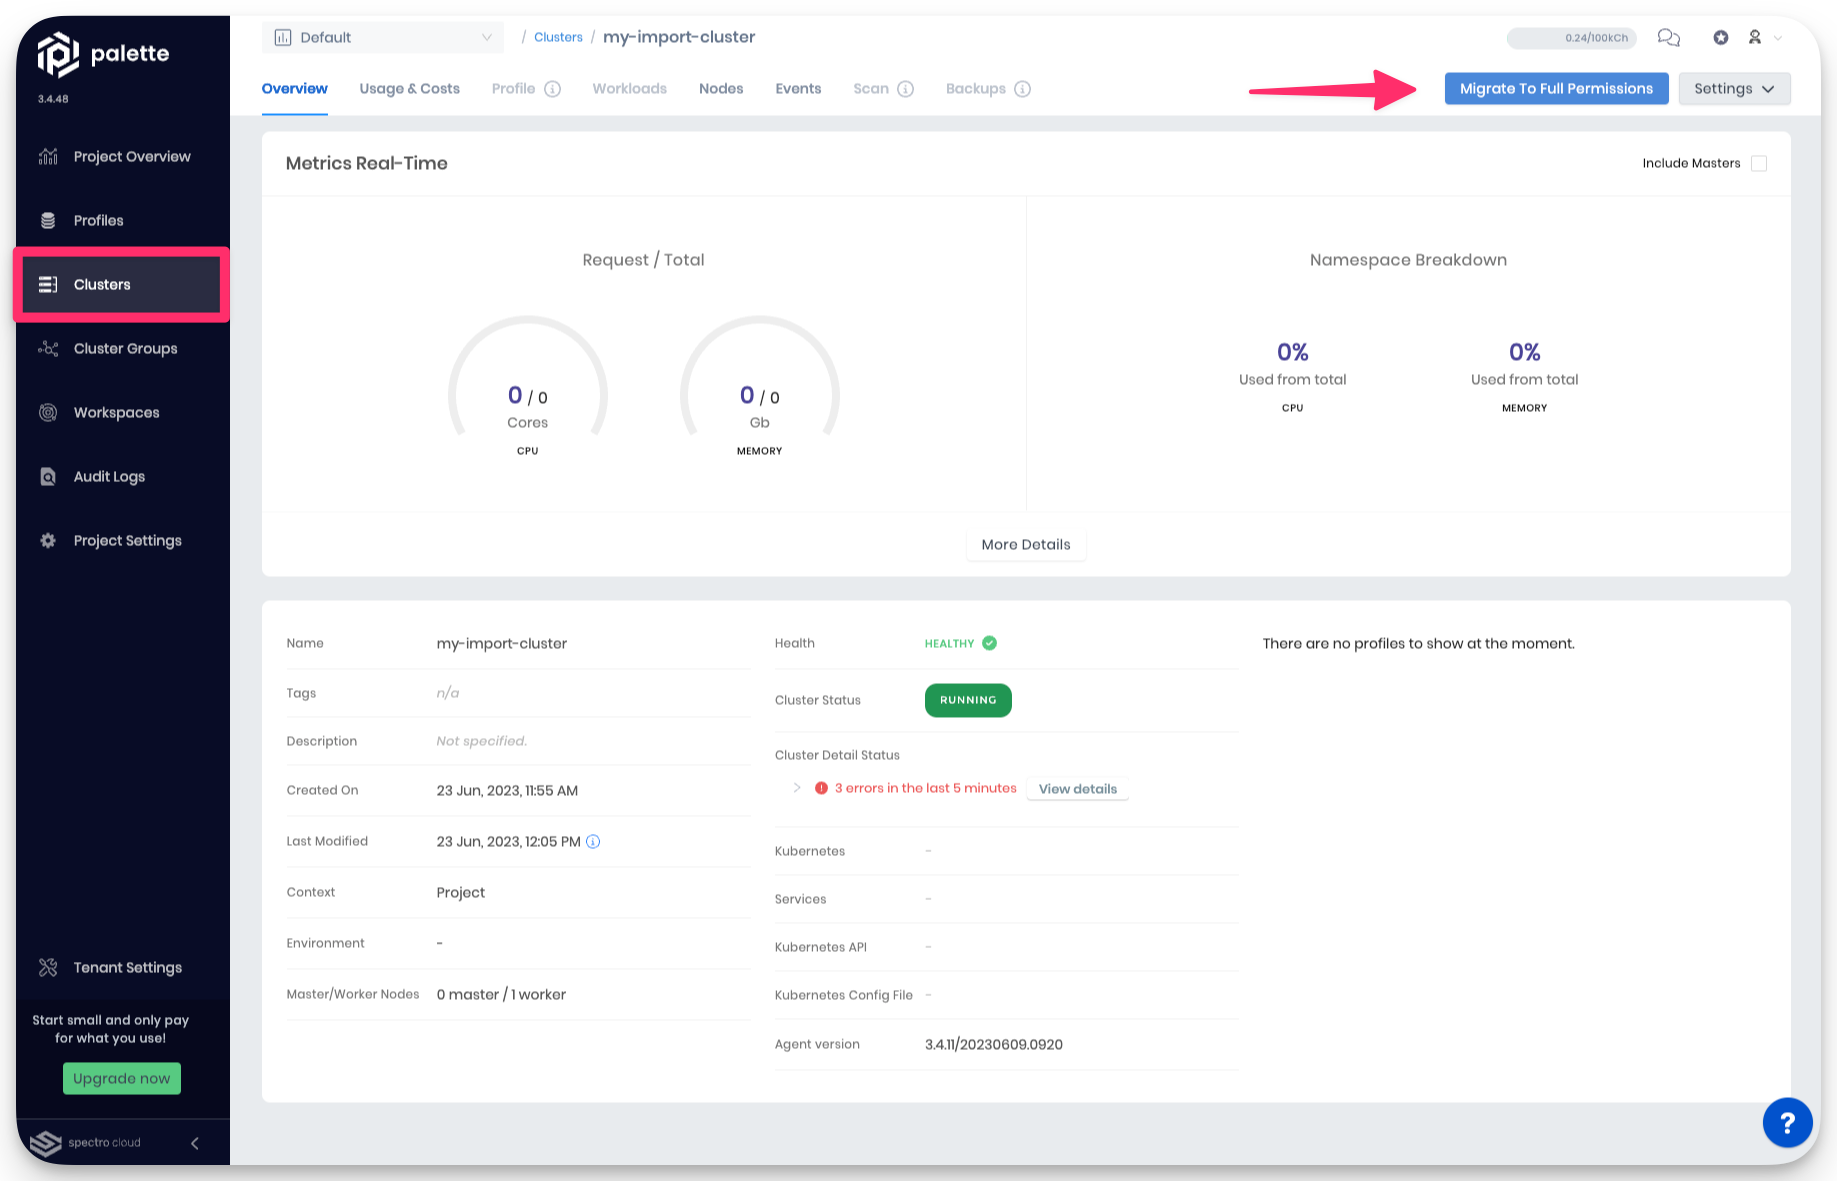 palette
3.4.48
Project Overview
Profiles
Clusters
Cluster Groups
Workspaces
Audit Logs
Project Settings
Tenant Settings
Start small and only pay
for what you use!
Upgrade now
spectro cloud
Default
/ Clusters / my-import-cluster
0.24/100kCh
Overview
Usage & Costs
Profile
Workloads
Nodes
Events
Scan
Backups
Migrate To Full Permissions
Settings
Metrics Real-Time
Include Masters
Request / Total
0 / 0
Cores
CPU
0 / 0
Gb
MEMORY
Namespace Breakdown
0%
Used from total
CPU
0%
Used from total
MEMORY
More Details
Name my-import-cluster
Tags n/a
Description Not specified.
Created On 23 Jun, 2023, 11:55 AM
Last Modified 23 Jun, 2023, 12:05 PM
Context Project
Environment -
Master/Worker Nodes 0 master / 1 worker
Health HEALTHY
Cluster Status RUNNING
Cluster Detail Status
3 errors in the last 5 minutes View details
Kubernetes -
Services -
Kubernetes API -
Kubernetes Config File -
Agent version 3.4.11/20230609.0920
There are no profiles to show at the moment.
?